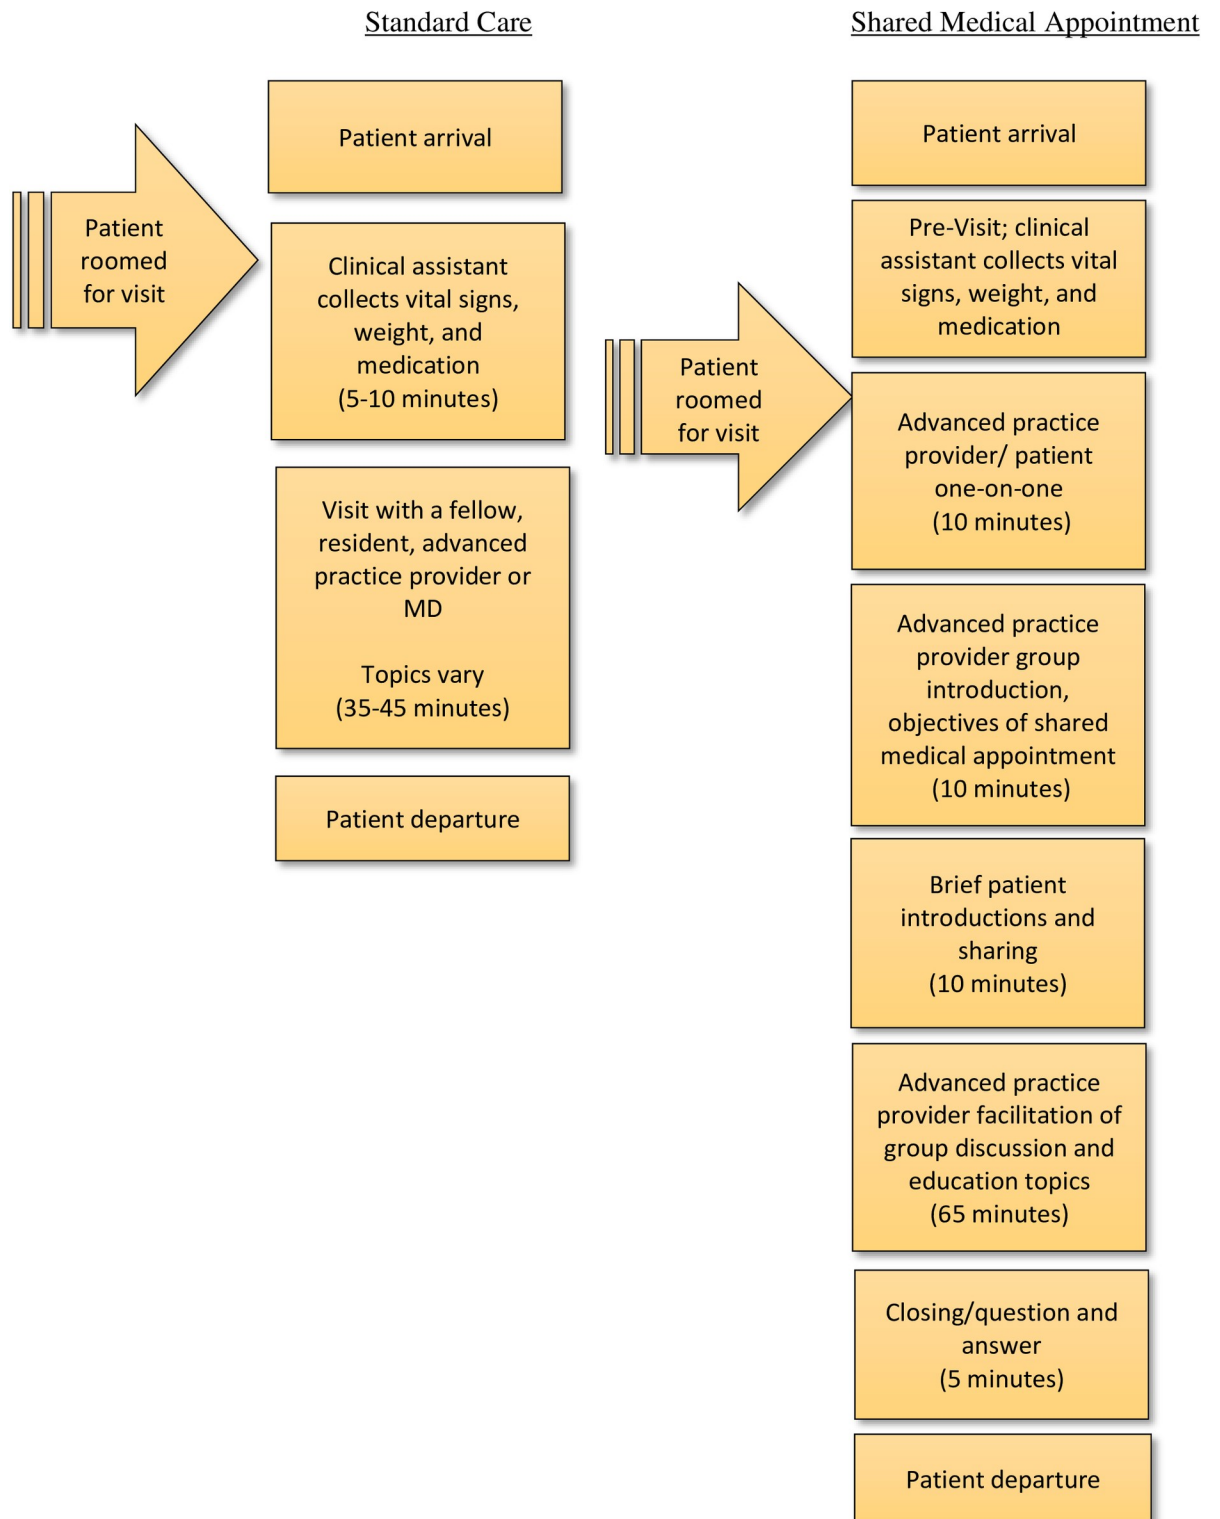 Standard Care
Patient arrival
Patient
roomed
for visit
Clinical assistant
collects vital signs,
weight, and
medication
(5-10 minutes)
Visit with a fellow,
resident, advanced
practice provider or
MD
Topics vary
(35-45 minutes)
Patient departure
Shared Medical Appointment
Patient arrival
Pre-Visit; clinical
assistant collects vital
signs, weight, and
medication
Patient
roomed
for visit
Advanced practice
provider/ patient
one-on-one
(10 minutes)
Advanced practice
provider group
introduction,
objectives of shared
medical appointment
(10 minutes)
Brief patient
introductions and
sharing
(10 minutes)
Advanced practice
provider facilitation of
group discussion and
education topics
(65 minutes)
Closing/question and
answer
(5 minutes)
Patient departure